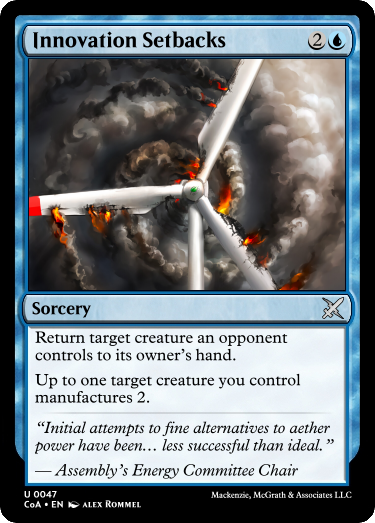 Innovation Setbacks 2
Sorcery
Return target creature an opponent
controls to its owner's hand.
Up to one target creature you control
manufactures 2.
“Initial attempts to fine alternatives to aether
power have been… less successful than ideal.”
— Assembly's Energy Committee Chair
U 0047
CoA • EN ALEX ROMMEL
Mackenzie, McGrath & Associates LLC